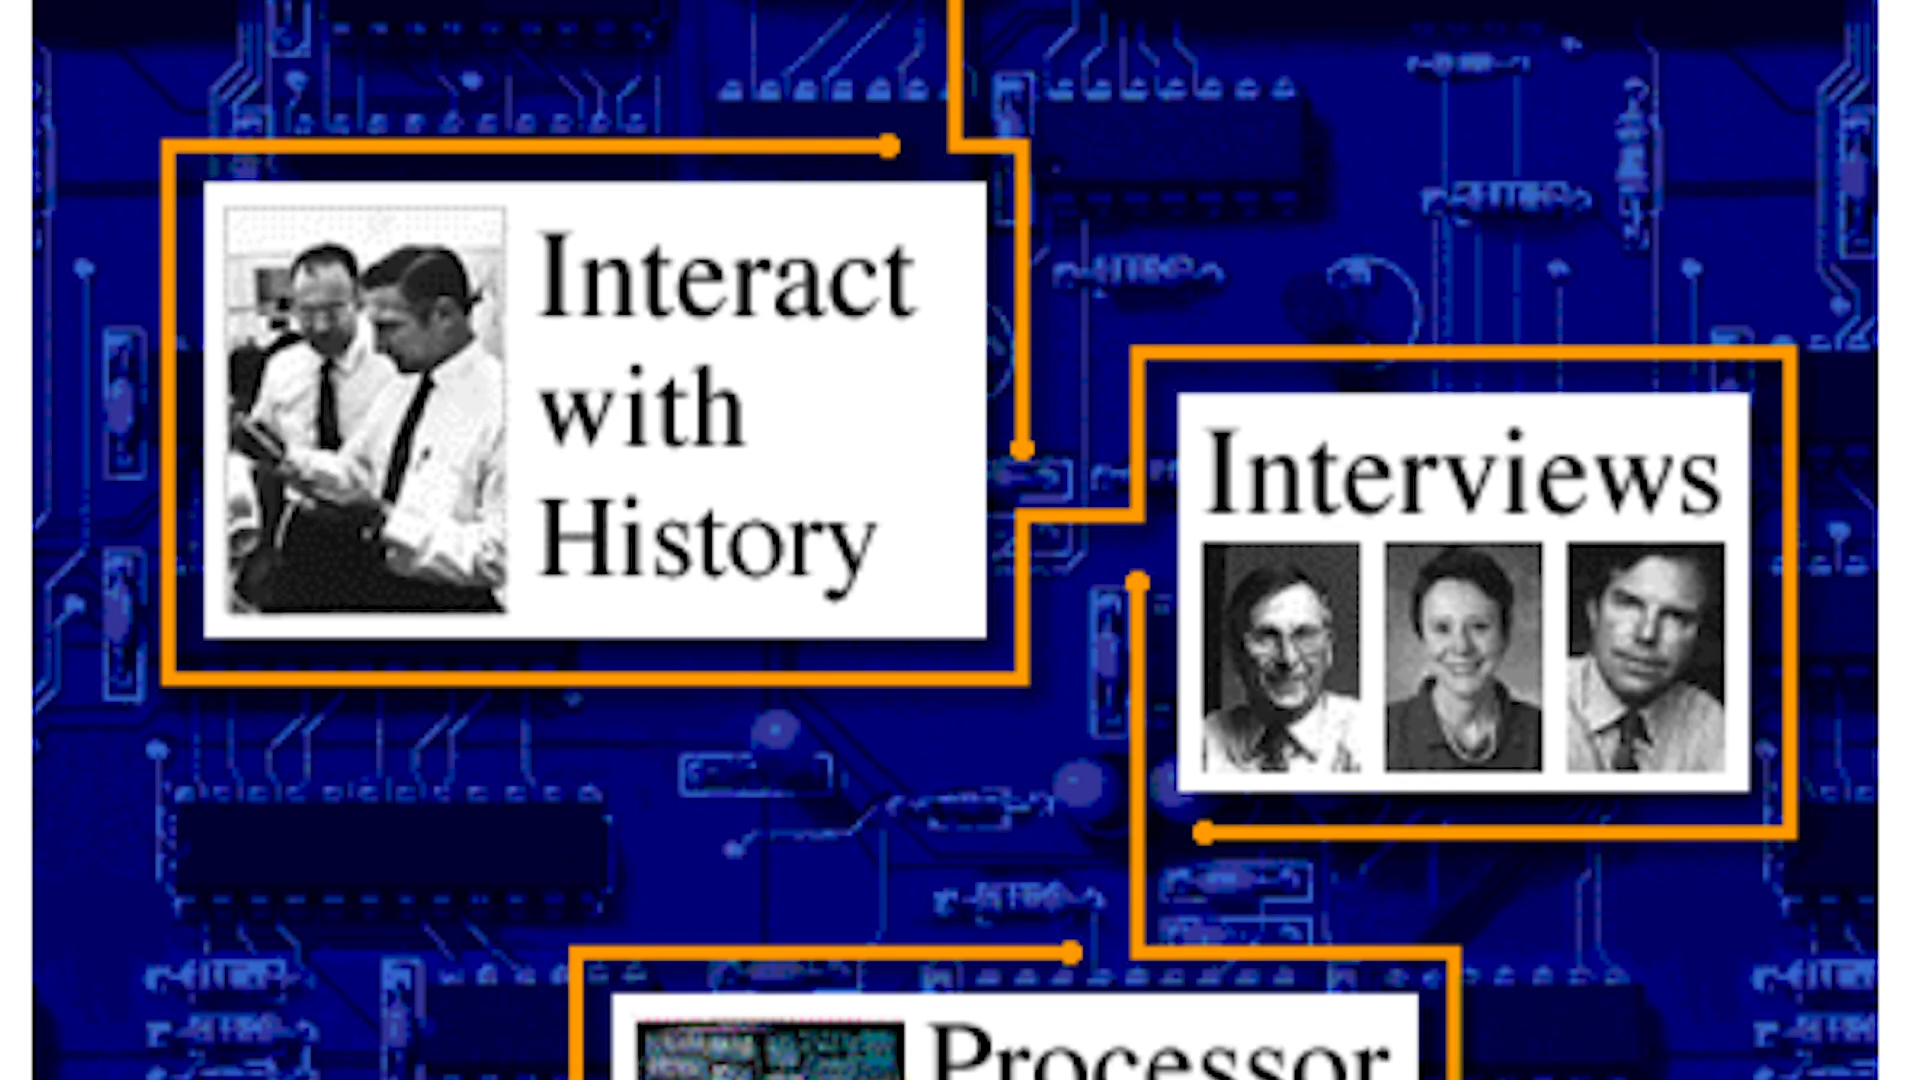 Interact
with
History
Interviews
Processor